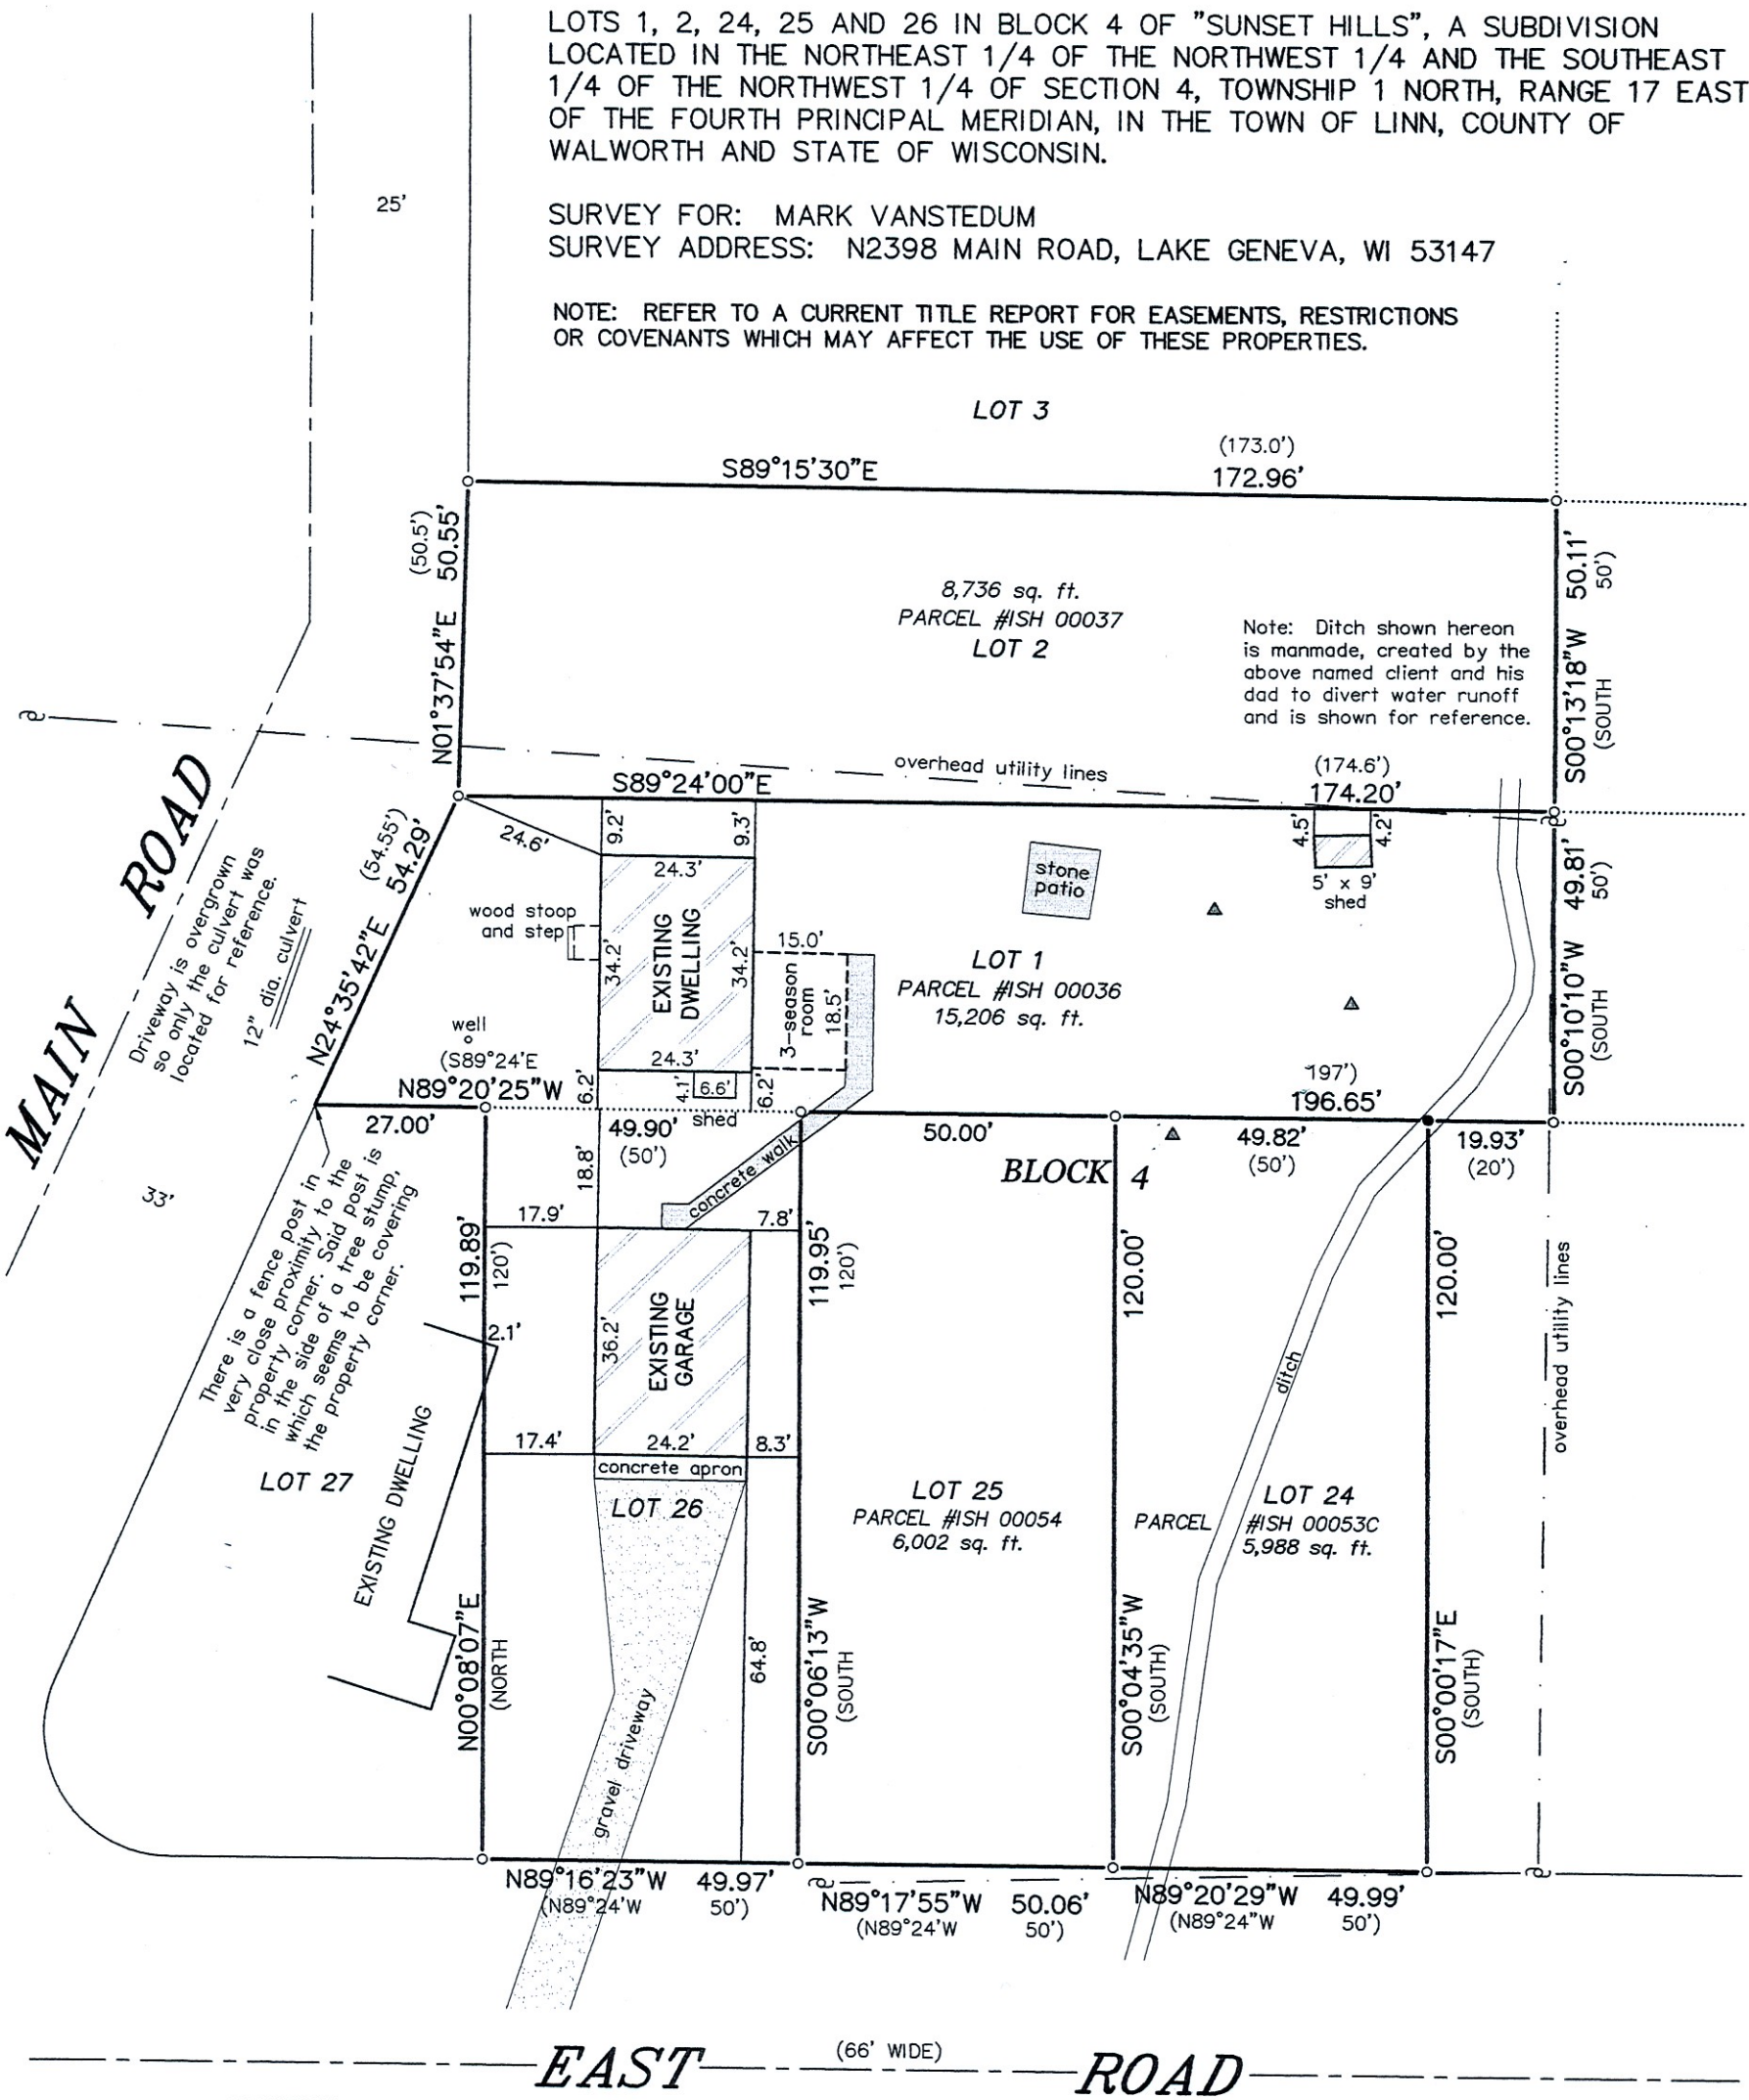 LOTS 1, 2, 24, 25 AND 26 IN BLOCK 4 OF "SUNSET HILLS", A SUBDIVISION
LOCATED IN THE NORTHEAST 1/4 OF THE NORTHWEST 1/4 AND THE SOUTHEAST
1/4 OF THE NORTHWEST 1/4 OF SECTION 4, TOWNSHIP 1 NORTH, RANGE 17 EAST
OF THE FOURTH PRINCIPAL MERIDIAN, IN THE TOWN OF LINN, COUNTY OF
WALWORTH AND STATE OF WISCONSIN.
25'
SURVEY FOR: MARK VANSTEDUM
SURVEY ADDRESS: N2398 MAIN ROAD, LAKE GENEVA, WI 53147
NOTE: REFER TO A CURRENT TITLE REPORT FOR EASEMENTS, RESTRICTIONS
OR COVENANTS WHICH MAY AFFECT THE USE OF THESE PROPERTIES.
LOT 3
(173.0')
S89°15'30"E 172.96'
(50.5')
N01°37'54"E 50.55'
8,736 sq. ft.
PARCEL #ISH 00037
LOT 2
Note: Ditch shown hereon
is manmade, created by the
above named client and his
dad to divert water runoff
and is shown for reference.
S00°13'18"W 50.11'
(SOUTH 50')
overhead utility lines
(174.6')
S89°24'00"E 174.20'
MAIN ROAD
33'
(54.55')
N24°35'42"E 54.29'
Driveway is overgrown
so only the culvert was
located for reference.
12" dia. culvert
24.6'
9.2'
9.3'
24.3'
wood stoop
and step
34.2'
EXISTING
DWELLING
34.2'
24.3'
15.0'
3-season
room
18.5'
stone
patio
4.5'
4.2'
5' x 9'
shed
LOT 1
PARCEL #ISH 00036
15,206 sq. ft.
S00°10'10"W 49.81'
(SOUTH 50')
well
(S89°24'E 197')
N89°20'25"W 196.65'
6.2'
4.1'
6.6'
6.2'
shed
27.00'
49.90'
(50')
50.00'
49.82'
(50')
19.93'
(20')
BLOCK 4
concrete walk
18.8'
17.9'
7.8'
There is a fence post in
very close proximity to the
property corner. Said post is
in the side of a tree stump,
which seems to be covering
the property corner.
N00°08'07"E 119.89'
(NORTH 120')
2.1'
36.2'
EXISTING
GARAGE
S00°06'13"W 119.95'
(SOUTH 120')
S00°04'35"W 120.00'
(SOUTH)
S00°00'17"E 120.00'
(SOUTH)
overhead utility lines
ditch
17.4'
24.2'
8.3'
concrete apron
LOT 27
EXISTING DWELLING
LOT 26
LOT 25
PARCEL #ISH 00054
6,002 sq. ft.
LOT 24
PARCEL #ISH 00053C
5,988 sq. ft.
64.8'
gravel driveway
N89°16'23"W 49.97'
(N89°24'W 50')
N89°17'55"W 50.06'
(N89°24'W 50')
N89°20'29"W 49.99'
(N89°24"W 50')
(66' WIDE)
EAST ROAD